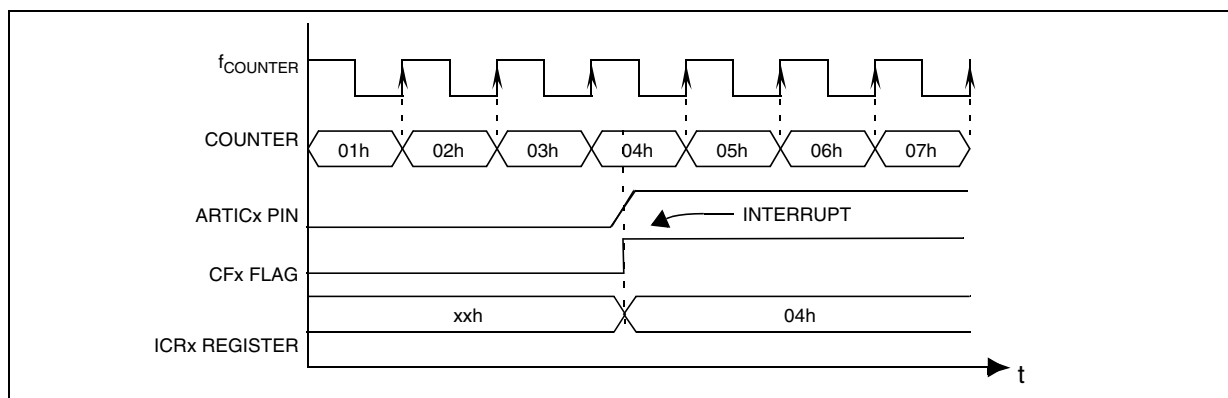 fCOUNTER
COUNTER
01h 02h 03h 04h 05h 06h 07h
ARTICx PIN
INTERRUPT
CFx FLAG
xxh 04h
ICRx REGISTER
t